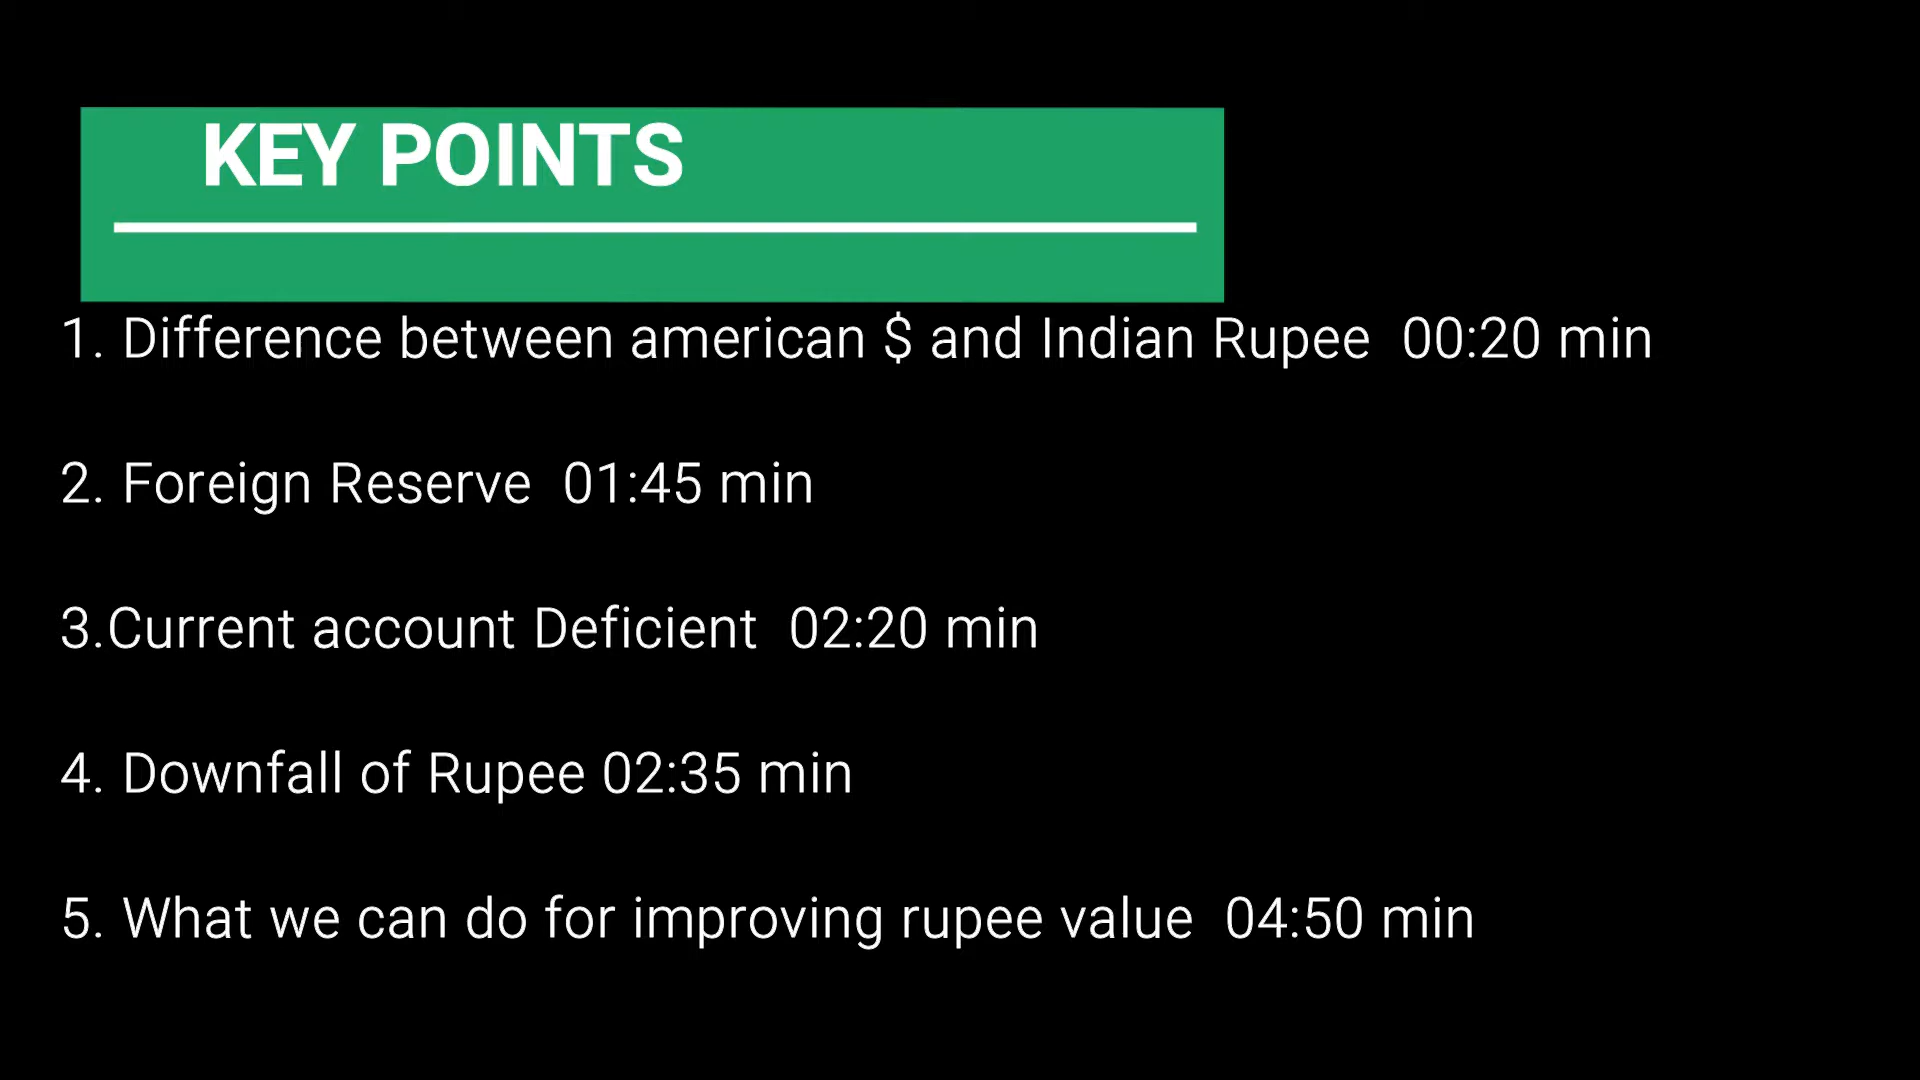 KEY POINTS
1. Difference between american $ and Indian Rupee  00:20 min
2. Foreign Reserve  01:45 min
3.Current account Deficient  02:20 min
4. Downfall of Rupee 02:35 min
5. What we can do for improving rupee value  04:50 min